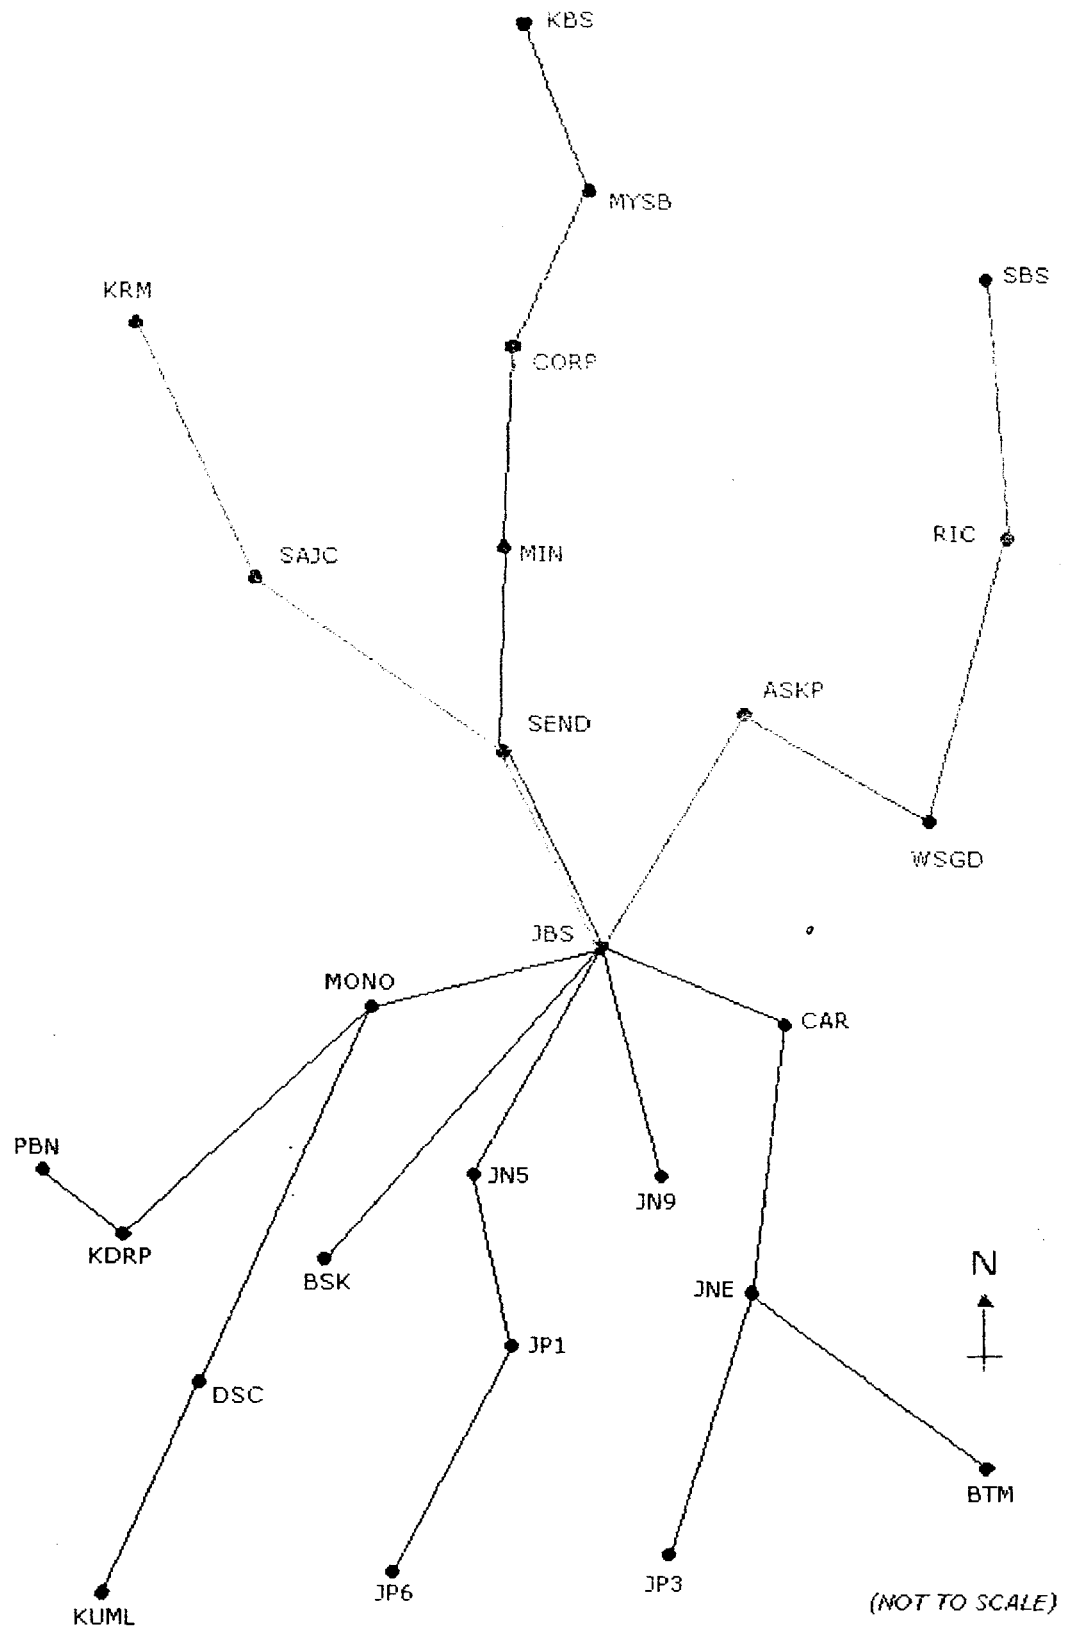 KBS
MYSB
SBS
KRM
CORP
RIC
MIN
SAJC
ASKP
SEND
WSGD
JBS
MONO
CAR
PBN
JN5
JN9
KDRP
BSK
N
JNE
JP1
DSC
BTM
JP3
JP6
(NOT TO SCALE)
KUML